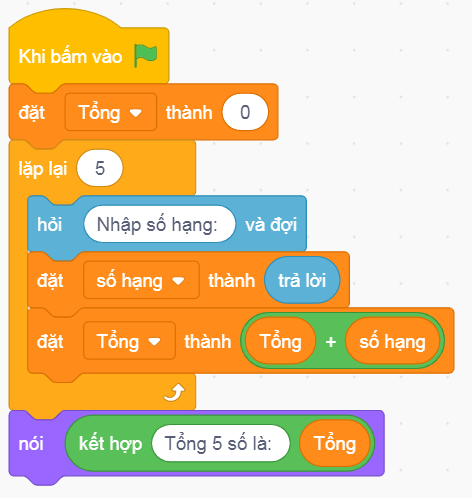 Khi bấm vào
đặt Tổng thành 0
lặp lại 5
hỏi Nhập số hạng: và đợi
đặt số hạng thành trả lời
đặt Tổng thành Tổng + số hạng
nói kết hợp Tổng 5 số là: Tổng